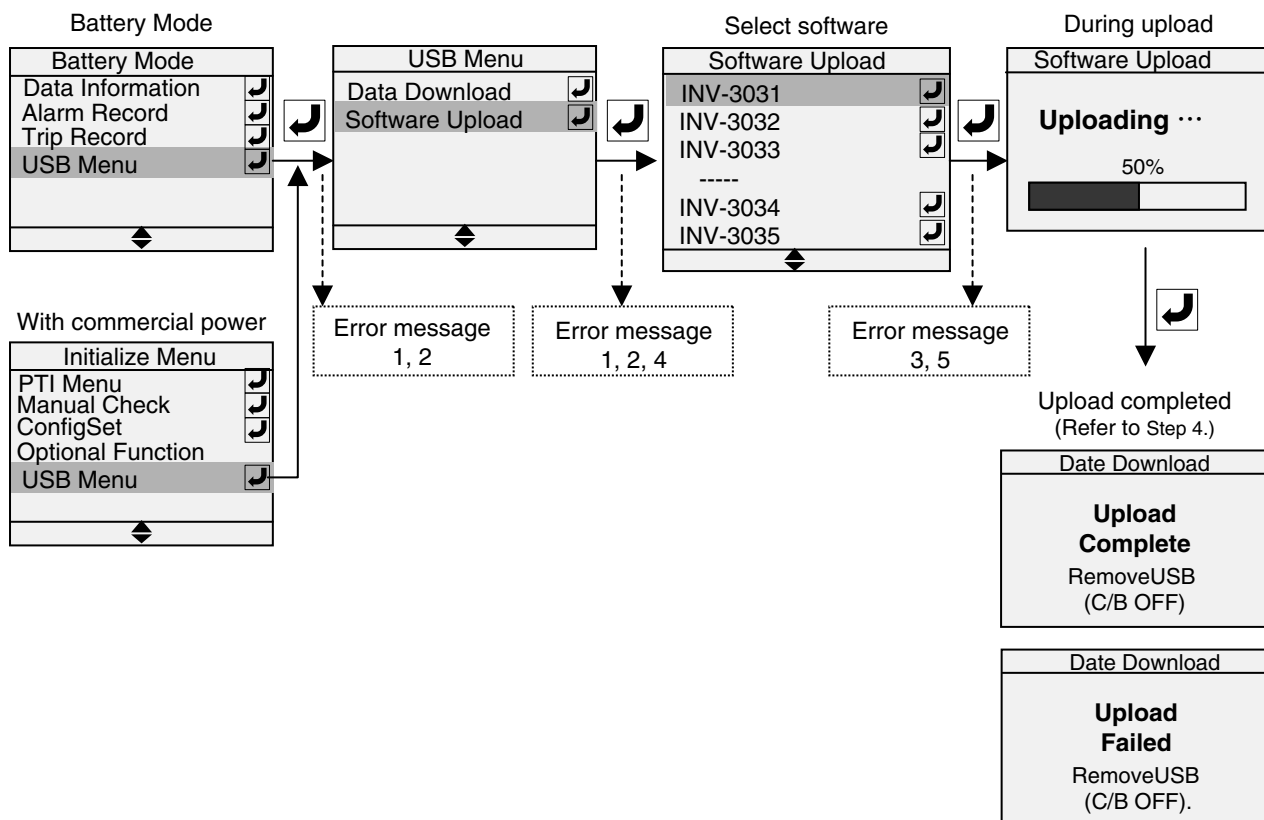 Battery Mode
Battery Mode
Data Information
Alarm Record
Trip Record
USB Menu
USB Menu
Data Download
Software Upload
Select software
Software Upload
INV-3031
INV-3032
INV-3033
-----
INV-3034
INV-3035
During upload
Software Upload
Uploading ···
50%
Error message
1, 2
Error message
1, 2, 4
Error message
3, 5
With commercial power
Initialize Menu
PTI Menu
Manual Check
ConfigSet
Optional Function
USB Menu
Upload completed
(Refer to Step 4.)
Date Download
Upload
Complete
RemoveUSB
(C/B OFF)
Date Download
Upload
Failed
RemoveUSB
(C/B OFF).